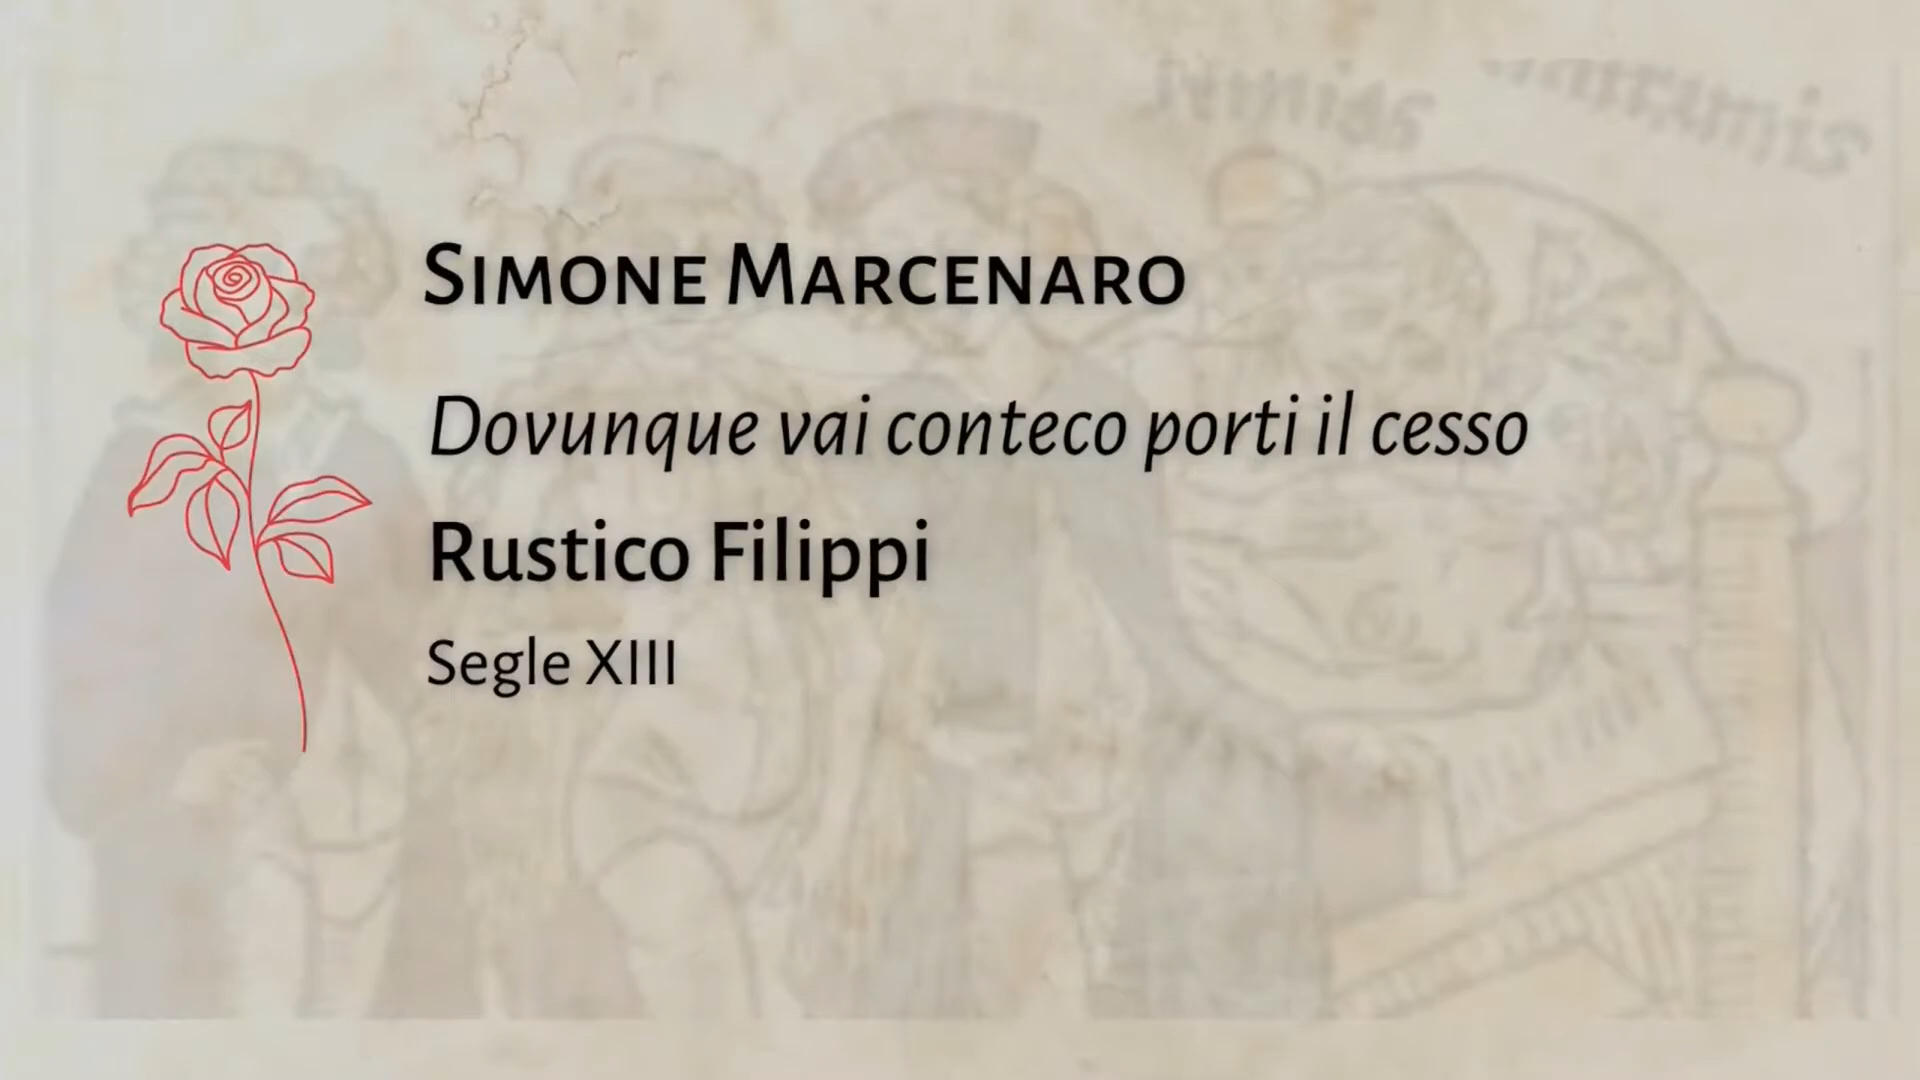 Simone Marcenaro
Dovunque vai conteco porti il cesso
Rustico Filippi
Segle XIII